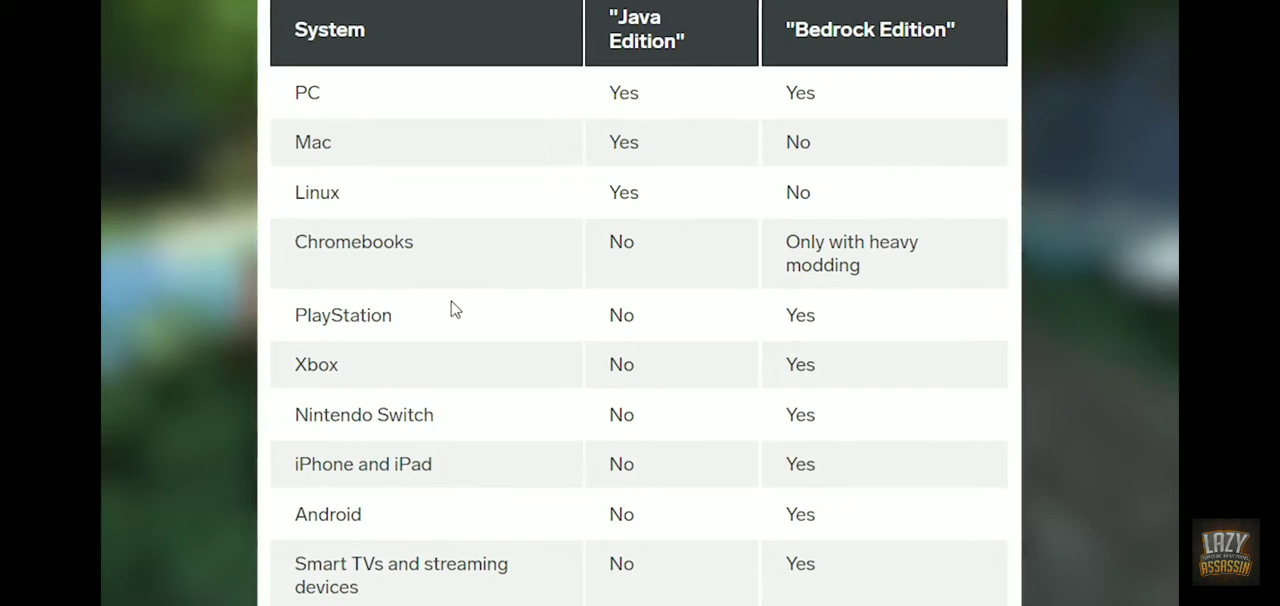 System "Java Edition" "Bedrock Edition"
PC Yes Yes
Mac Yes No
Linux Yes No
Chromebooks No Only with heavy modding
PlayStation No Yes
Xbox No Yes
Nintendo Switch No Yes
iPhone and iPad No Yes
Android No Yes
Smart TVs and streaming devices No Yes
LAZY
ASSASSIN